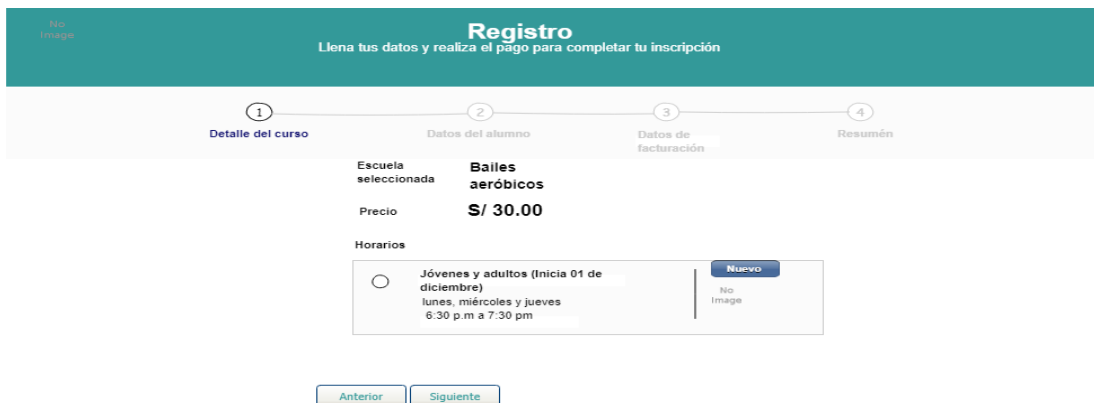 No
Image
Registro
Llena tus datos y realiza el pago para completar tu inscripción
1
2
3
4
Detalle del curso
Datos del alumno
Datos de
facturación
Resumén
Escuela
seleccionada
Bailes
aeróbicos
Precio
S/ 30.00
Horarios
Jóvenes y adultos (Inicia 01 de
diciembre)
lunes, miércoles y jueves
6:30 p.m a 7:30 pm
Nuevo
No
Image
Anterior
Siguiente